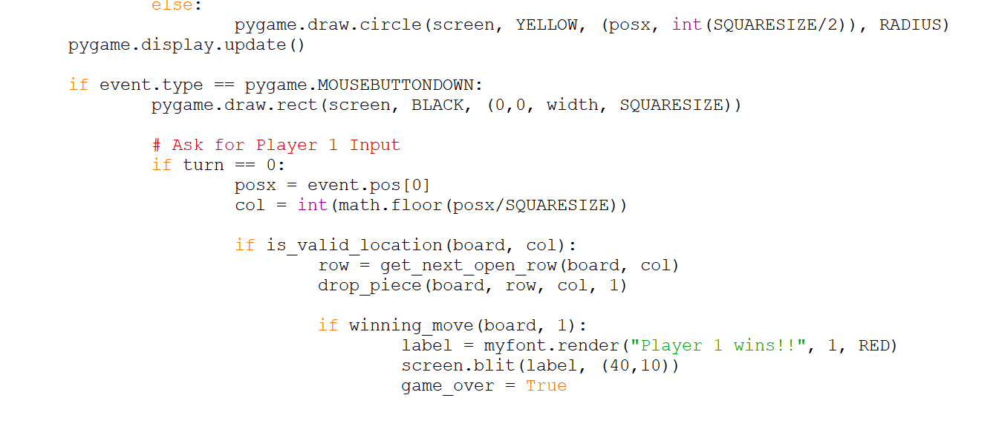 else:
pygame.draw.circle(screen, YELLOW, (posx, int(SQUARESIZE/2)), RADIUS)
pygame.display.update()
if event.type == pygame.MOUSEBUTTONDOWN:
pygame.draw.rect(screen, BLACK, (0,0, width, SQUARESIZE))
# Ask for Player 1 Input
if turn == 0:
posx = event.pos[0]
col = int(math.floor(posx/SQUARESIZE))
if is_valid_location(board, col):
row = get_next_open_row(board, col)
drop_piece(board, row, col, 1)
if winning_move(board, 1):
label = myfont.render("Player 1 wins!!", 1, RED)
screen.blit(label, (40,10))
game_over = True